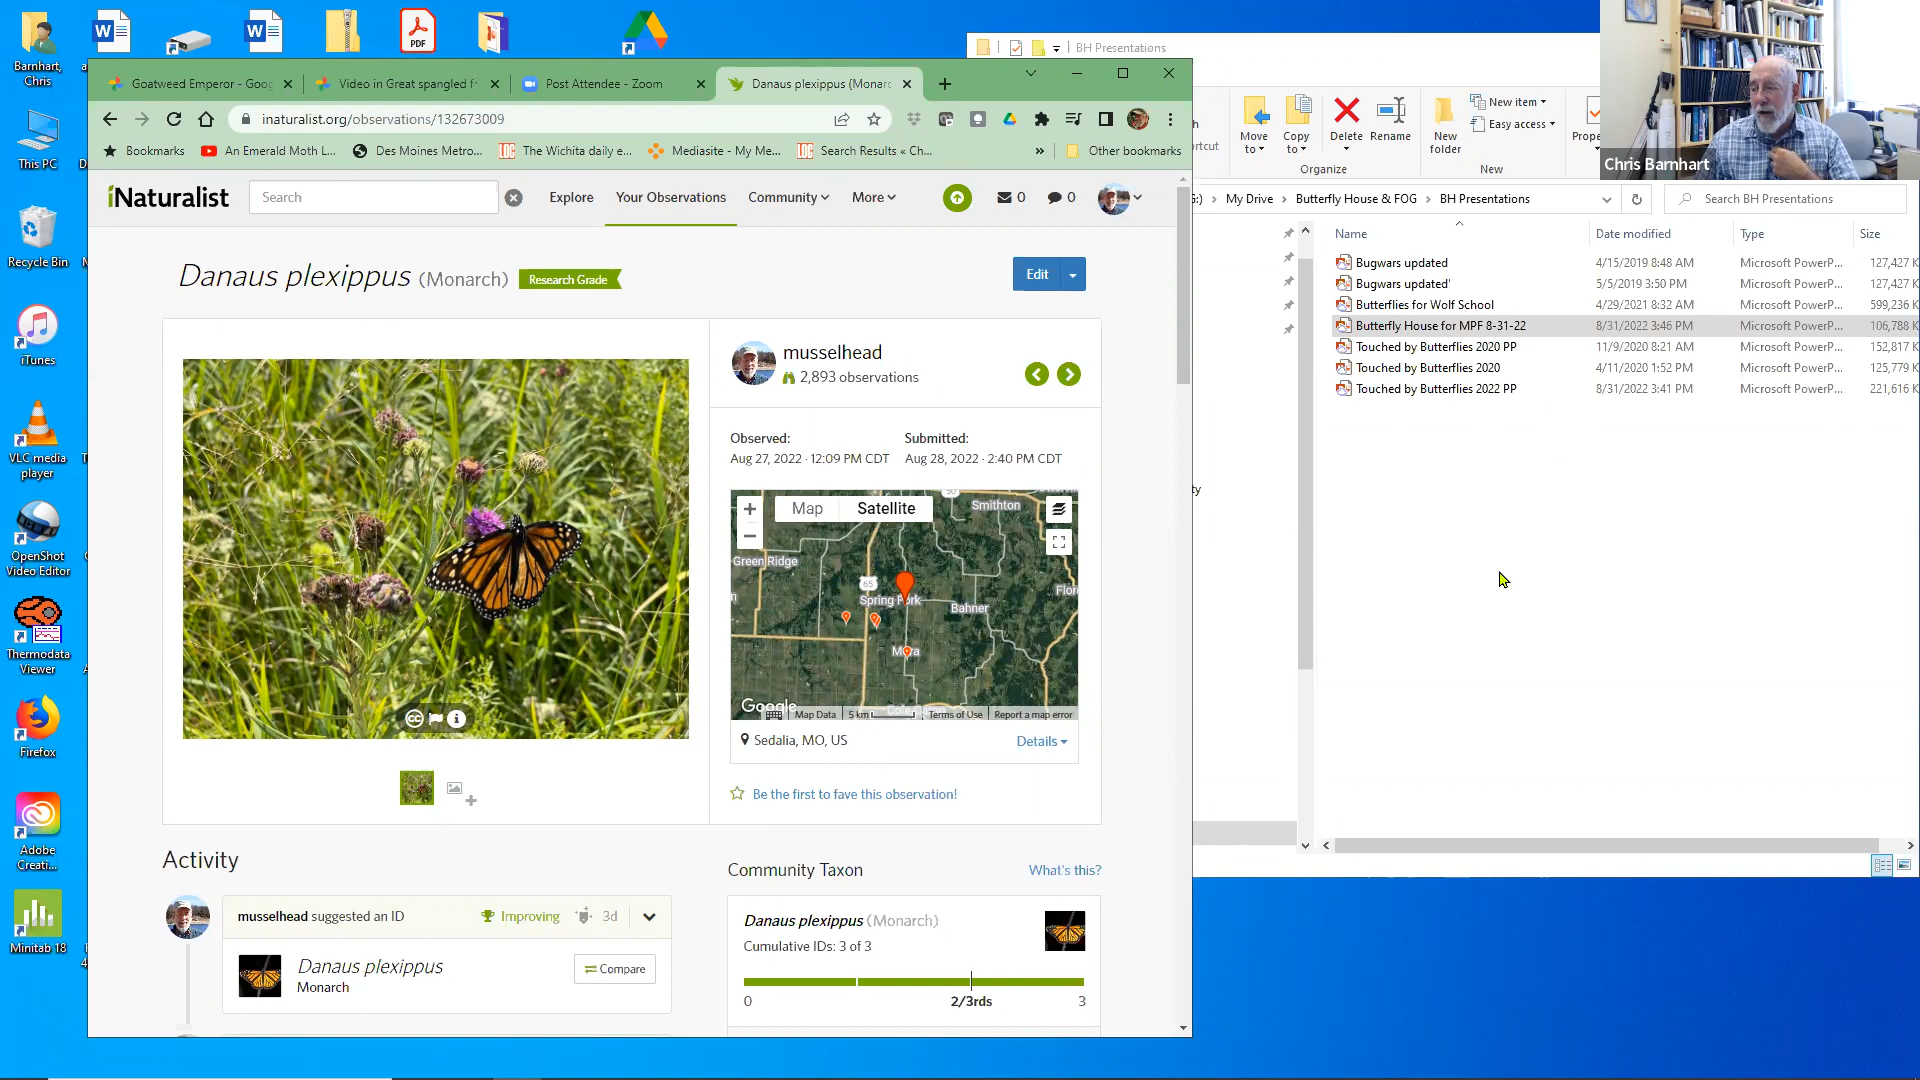 Barnhart, Chris
This PC
Recycle Bin
iTunes
VLC media player
OpenShot Video Editor
Thermodata Viewer
Firefox
Adobe Creati...
Minitab 18
PDF
Goatweed Emperor - Goog
Video in Great spangled f
Post Attendee - Zoom
Danaus plexippus (Monarc
inaturalist.org/observations/132673009
Bookmarks
An Emerald Moth L...
Des Moines Metro...
The Wichita daily e...
Mediasite - My Me...
Search Results « Ch...
»
Other bookmarks
iNaturalist
Search
Explore
Your Observations
Community
More
0
0
Danaus plexippus (Monarch)
Research Grade
Edit
musselhead
2,893 observations
Observed:
Aug 27, 2022 · 12:09 PM CDT
Submitted:
Aug 28, 2022 · 2:40 PM CDT
Map
Satellite
Smithton
Green Ridge
65
Spring Fork
Bahner
Flor
Mora
Google
Map Data
5 km
Terms of Use
Report a map error
Sedalia, MO, US
Details
Be the first to fave this observation!
Activity
musselhead suggested an ID
Improving
3d
Danaus plexippus
Monarch
Compare
Community Taxon
What's this?
Danaus plexippus (Monarch)
Cumulative IDs: 3 of 3
0
2/3rds
3
BH Presentations
Move to
Copy to
Delete
Rename
Organize
New folder
New item
Easy access
New
Prope
My Drive
Butterfly House & FOG
BH Presentations
Search BH Presentations
Name
Date modified
Type
Size
Bugwars updated
4/15/2019 8:48 AM
Microsoft PowerP...
127,427 K
Bugwars updated'
5/5/2019 3:50 PM
Microsoft PowerP...
127,427 K
Butterflies for Wolf School
4/29/2021 8:32 AM
Microsoft PowerP...
599,236 K
Butterfly House for MPF 8-31-22
8/31/2022 3:46 PM
Microsoft PowerP...
106,788 K
Touched by Butterflies 2020 PP
11/9/2020 8:21 AM
Microsoft PowerP...
152,817 K
Touched by Butterflies 2020
4/11/2020 1:52 PM
Microsoft PowerP...
125,779 K
Touched by Butterflies 2022 PP
8/31/2022 3:41 PM
Microsoft PowerP...
221,616 K
Chris Barnhart